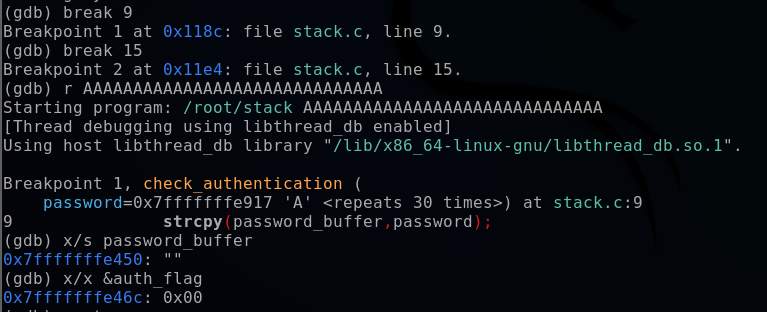 (gdb) break 9
Breakpoint 1 at 0x118c: file stack.c, line 9.
(gdb) break 15
Breakpoint 2 at 0x11e4: file stack.c, line 15.
(gdb) r AAAAAAAAAAAAAAAAAAAAAAAAAAAAAA
Starting program: /root/stack AAAAAAAAAAAAAAAAAAAAAAAAAAAAAA
[Thread debugging using libthread_db enabled]
Using host libthread_db library "/lib/x86_64-linux-gnu/libthread_db.so.1".
Breakpoint 1, check_authentication (
    password=0x7fffffffe917 'A' <repeats 30 times>) at stack.c:9
9               strcpy(password_buffer,password);
(gdb) x/s password_buffer
0x7fffffffe450: ""
(gdb) x/x &auth_flag
0x7fffffffe46c: 0x00